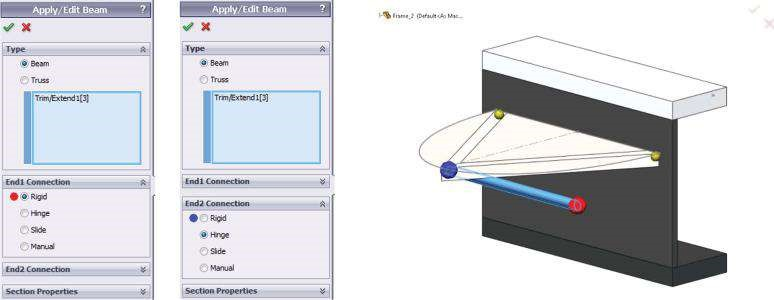 Apply/Edit Beam ?
Type
Beam
Truss
Trim/Extend1[3]
End1 Connection
Rigid
Hinge
Slide
Manual
End2 Connection
Section Properties
Apply/Edit Beam ?
Type
Beam
Truss
Trim/Extend1[3]
End1 Connection
End2 Connection
Rigid
Hinge
Slide
Manual
Section Properties
Frame_2 (Default<As Mac...